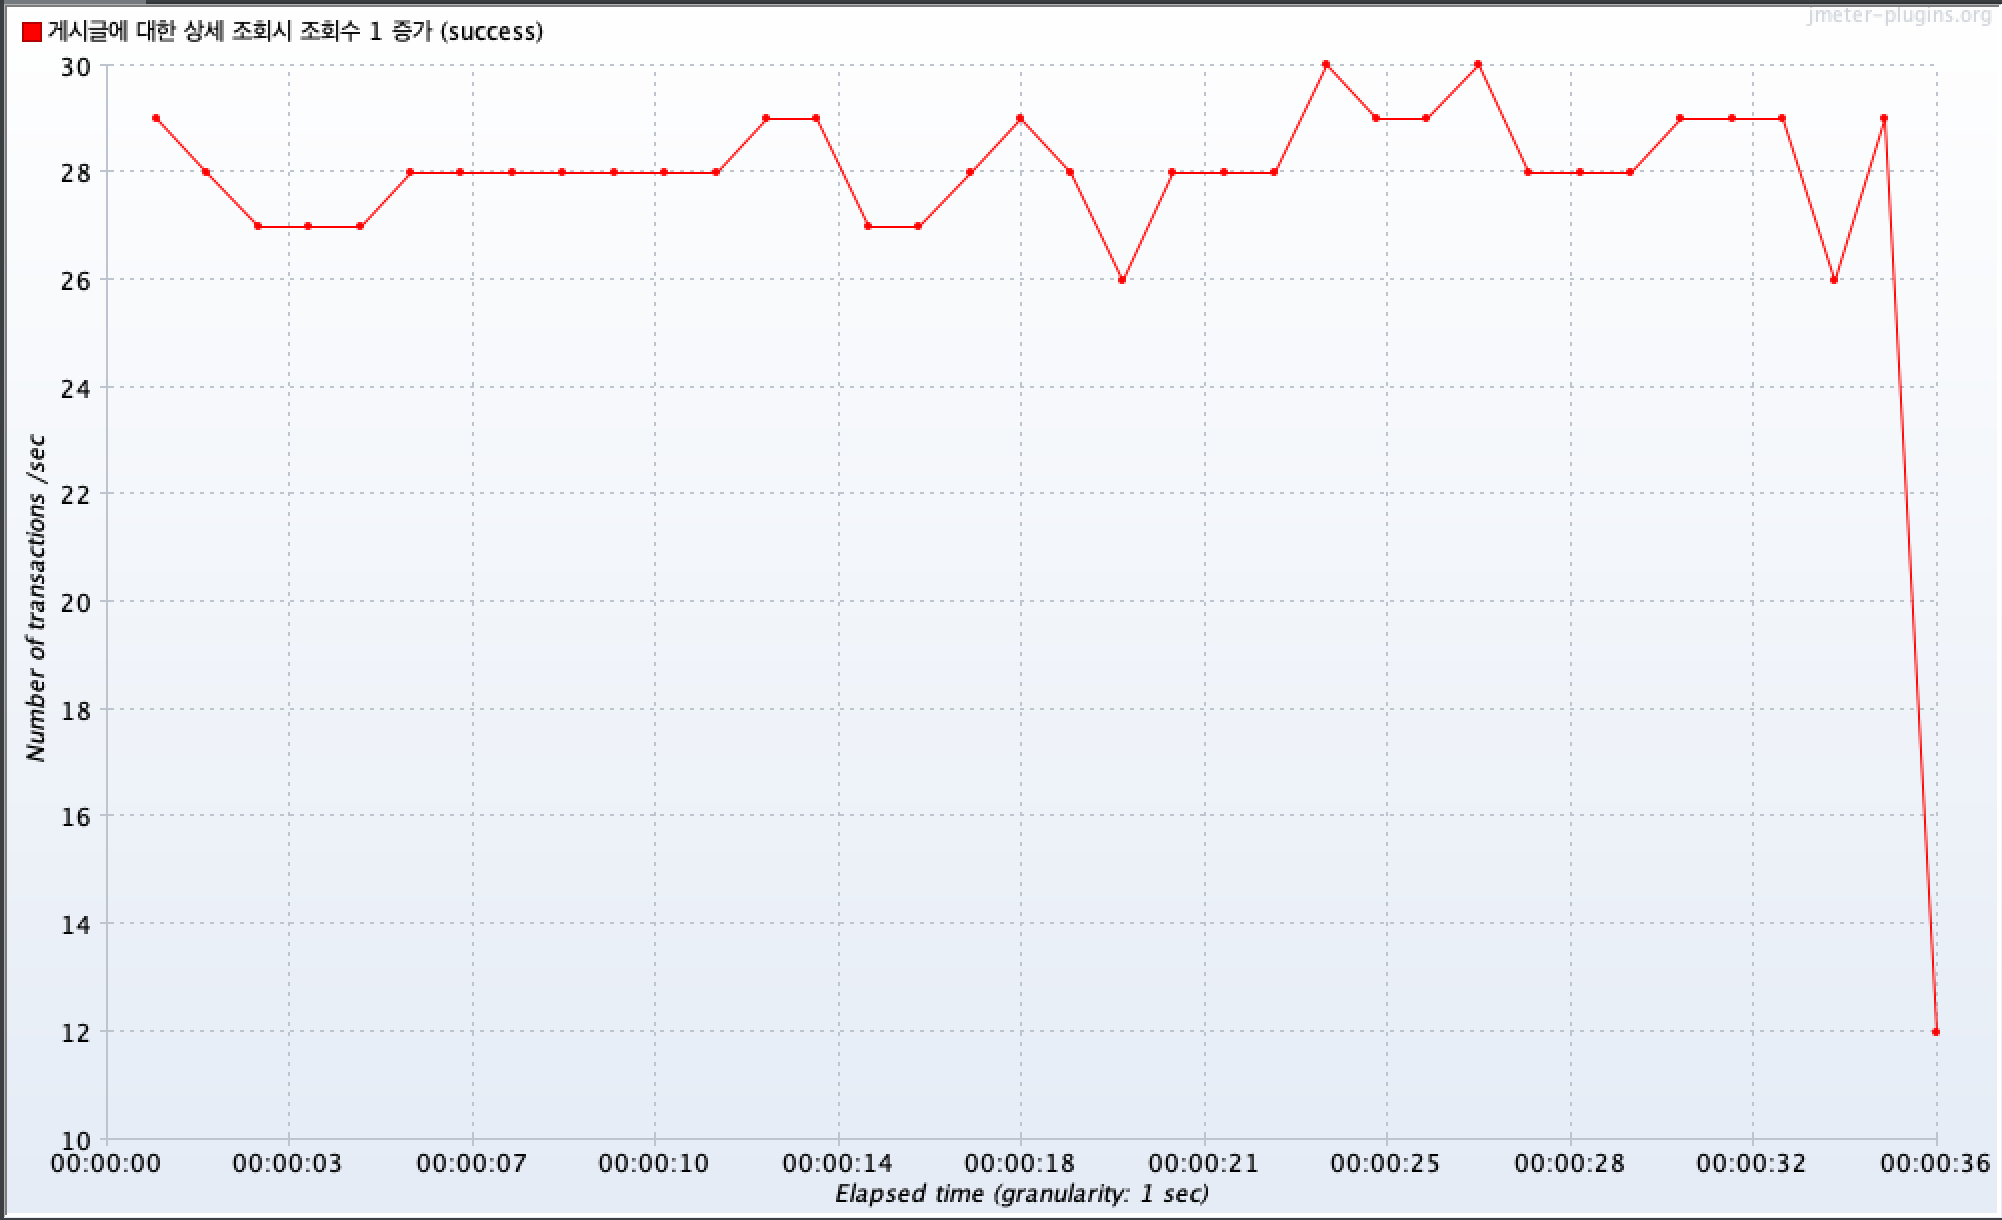 jmeter-plugins.org
게시글에 대한 상세 조회시 조회수 1 증가 (success)
30
28
26
24
22
20
18
16
14
12
10
Number of transactions /sec
00:00:00 00:00:03 00:00:07 00:00:10 00:00:14 00:00:18 00:00:21 00:00:25 00:00:28 00:00:32 00:00:36
Elapsed time (granularity: 1 sec)